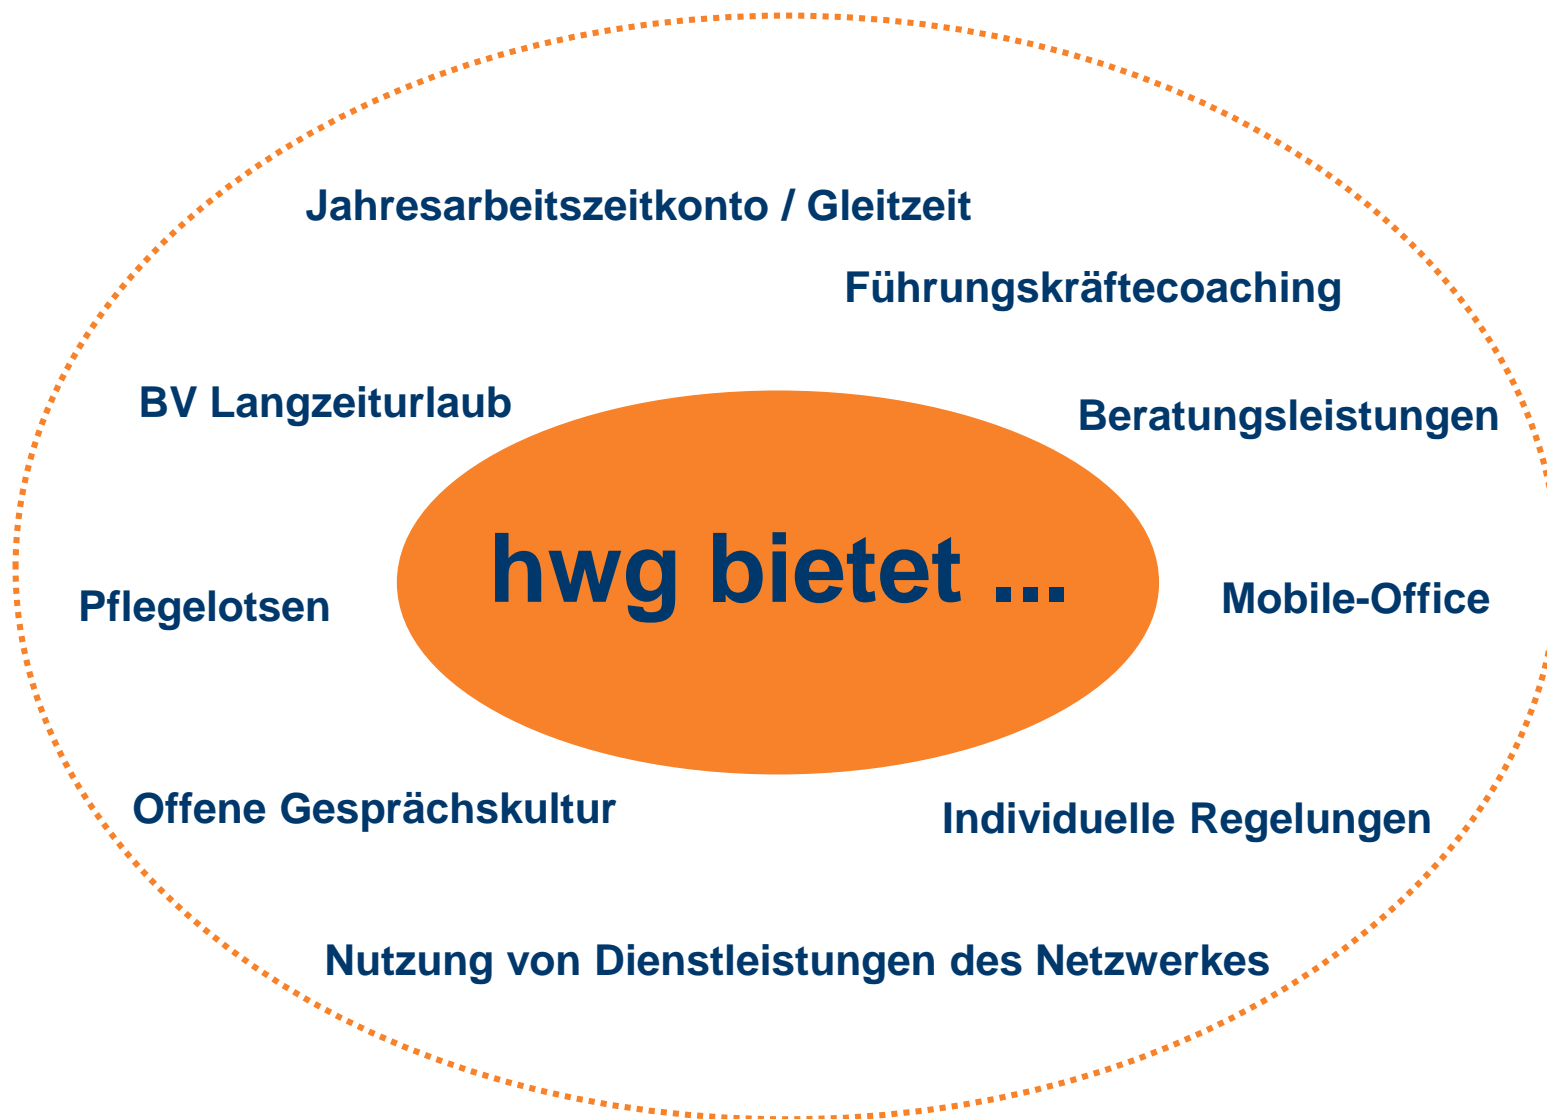 Jahresarbeitszeitkonto / Gleitzeit
Führungskräftecoaching
BV Langzeiturlaub
Beratungsleistungen
hwg bietet ...
Pflegelotsen
Mobile-Office
Offene Gesprächskultur
Individuelle Regelungen
Nutzung von Dienstleistungen des Netzwerkes